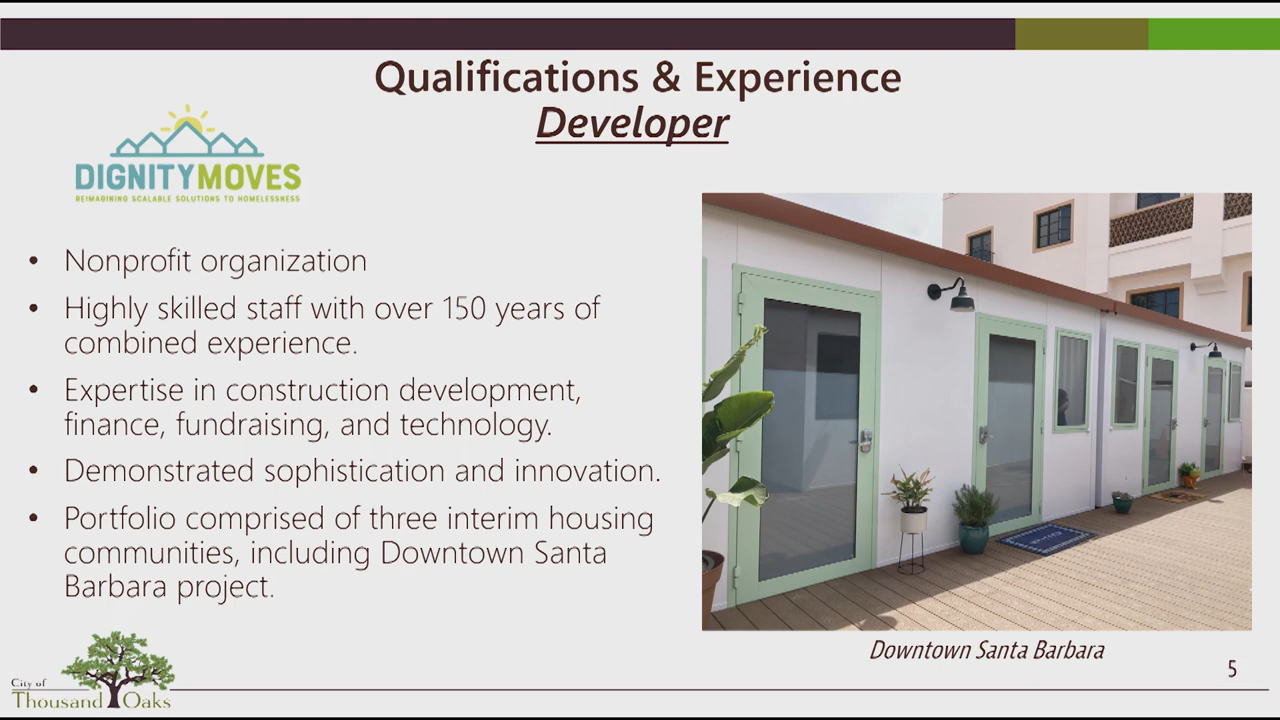 Qualifications & Experience
Developer
DIGNITYMOVES
REIMAGINING SCALABLE SOLUTIONS TO HOMELESSNESS
• Nonprofit organization
• Highly skilled staff with over 150 years of
combined experience.
• Expertise in construction development,
finance, fundraising, and technology.
• Demonstrated sophistication and innovation.
• Portfolio comprised of three interim housing
communities, including Downtown Santa
Barbara project.
Downtown Santa Barbara
5
City of
Thousand Oaks